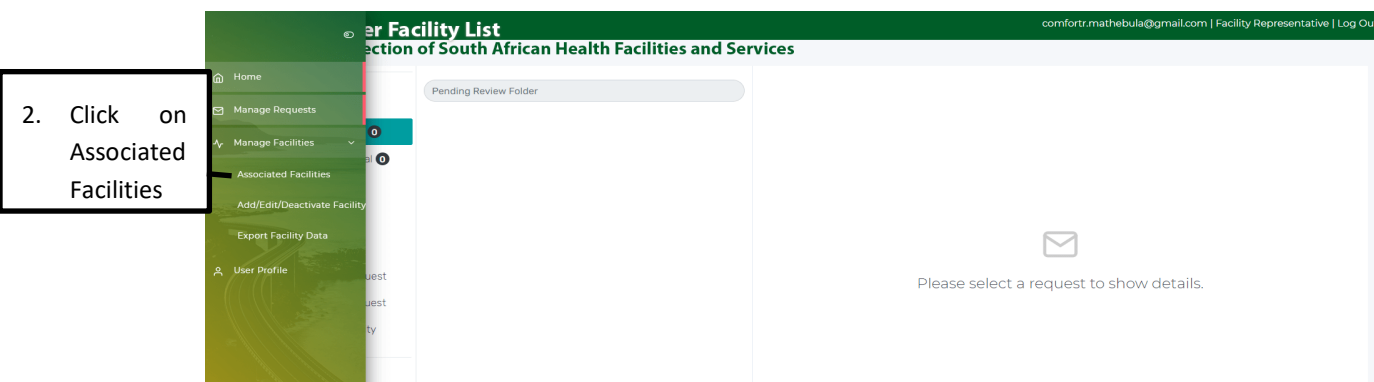 er Facility List
comfortr.mathebula@gmail.com | Facility Representative | Log Ou
ection of South African Health Facilities and Services
2. Click on
Associated
Facilities
Home
Manage Requests
Manage Facilities
Associated Facilities
Add/Edit/Deactivate Facility
Export Facility Data
User Profile
0
al 0
uest
uest
ty
Pending Review Folder
Please select a request to show details.